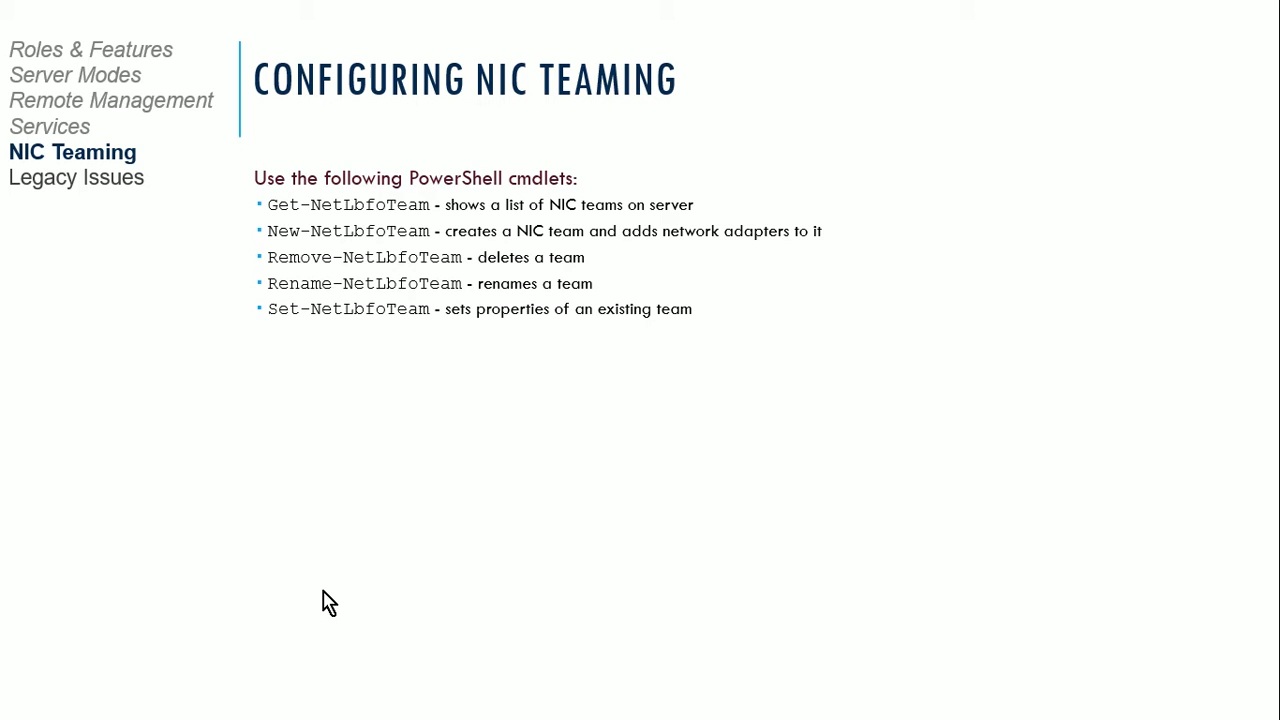 Roles & Features
Server Modes
Remote Management
Services
NIC Teaming
Legacy Issues
CONFIGURING NIC TEAMING
Use the following PowerShell cmdlets:
▪ Get-NetLbfoTeam - shows a list of NIC teams on server
▪ New-NetLbfoTeam - creates a NIC team and adds network adapters to it
▪ Remove-NetLbfoTeam - deletes a team
▪ Rename-NetLbfoTeam - renames a team
▪ Set-NetLbfoTeam - sets properties of an existing team